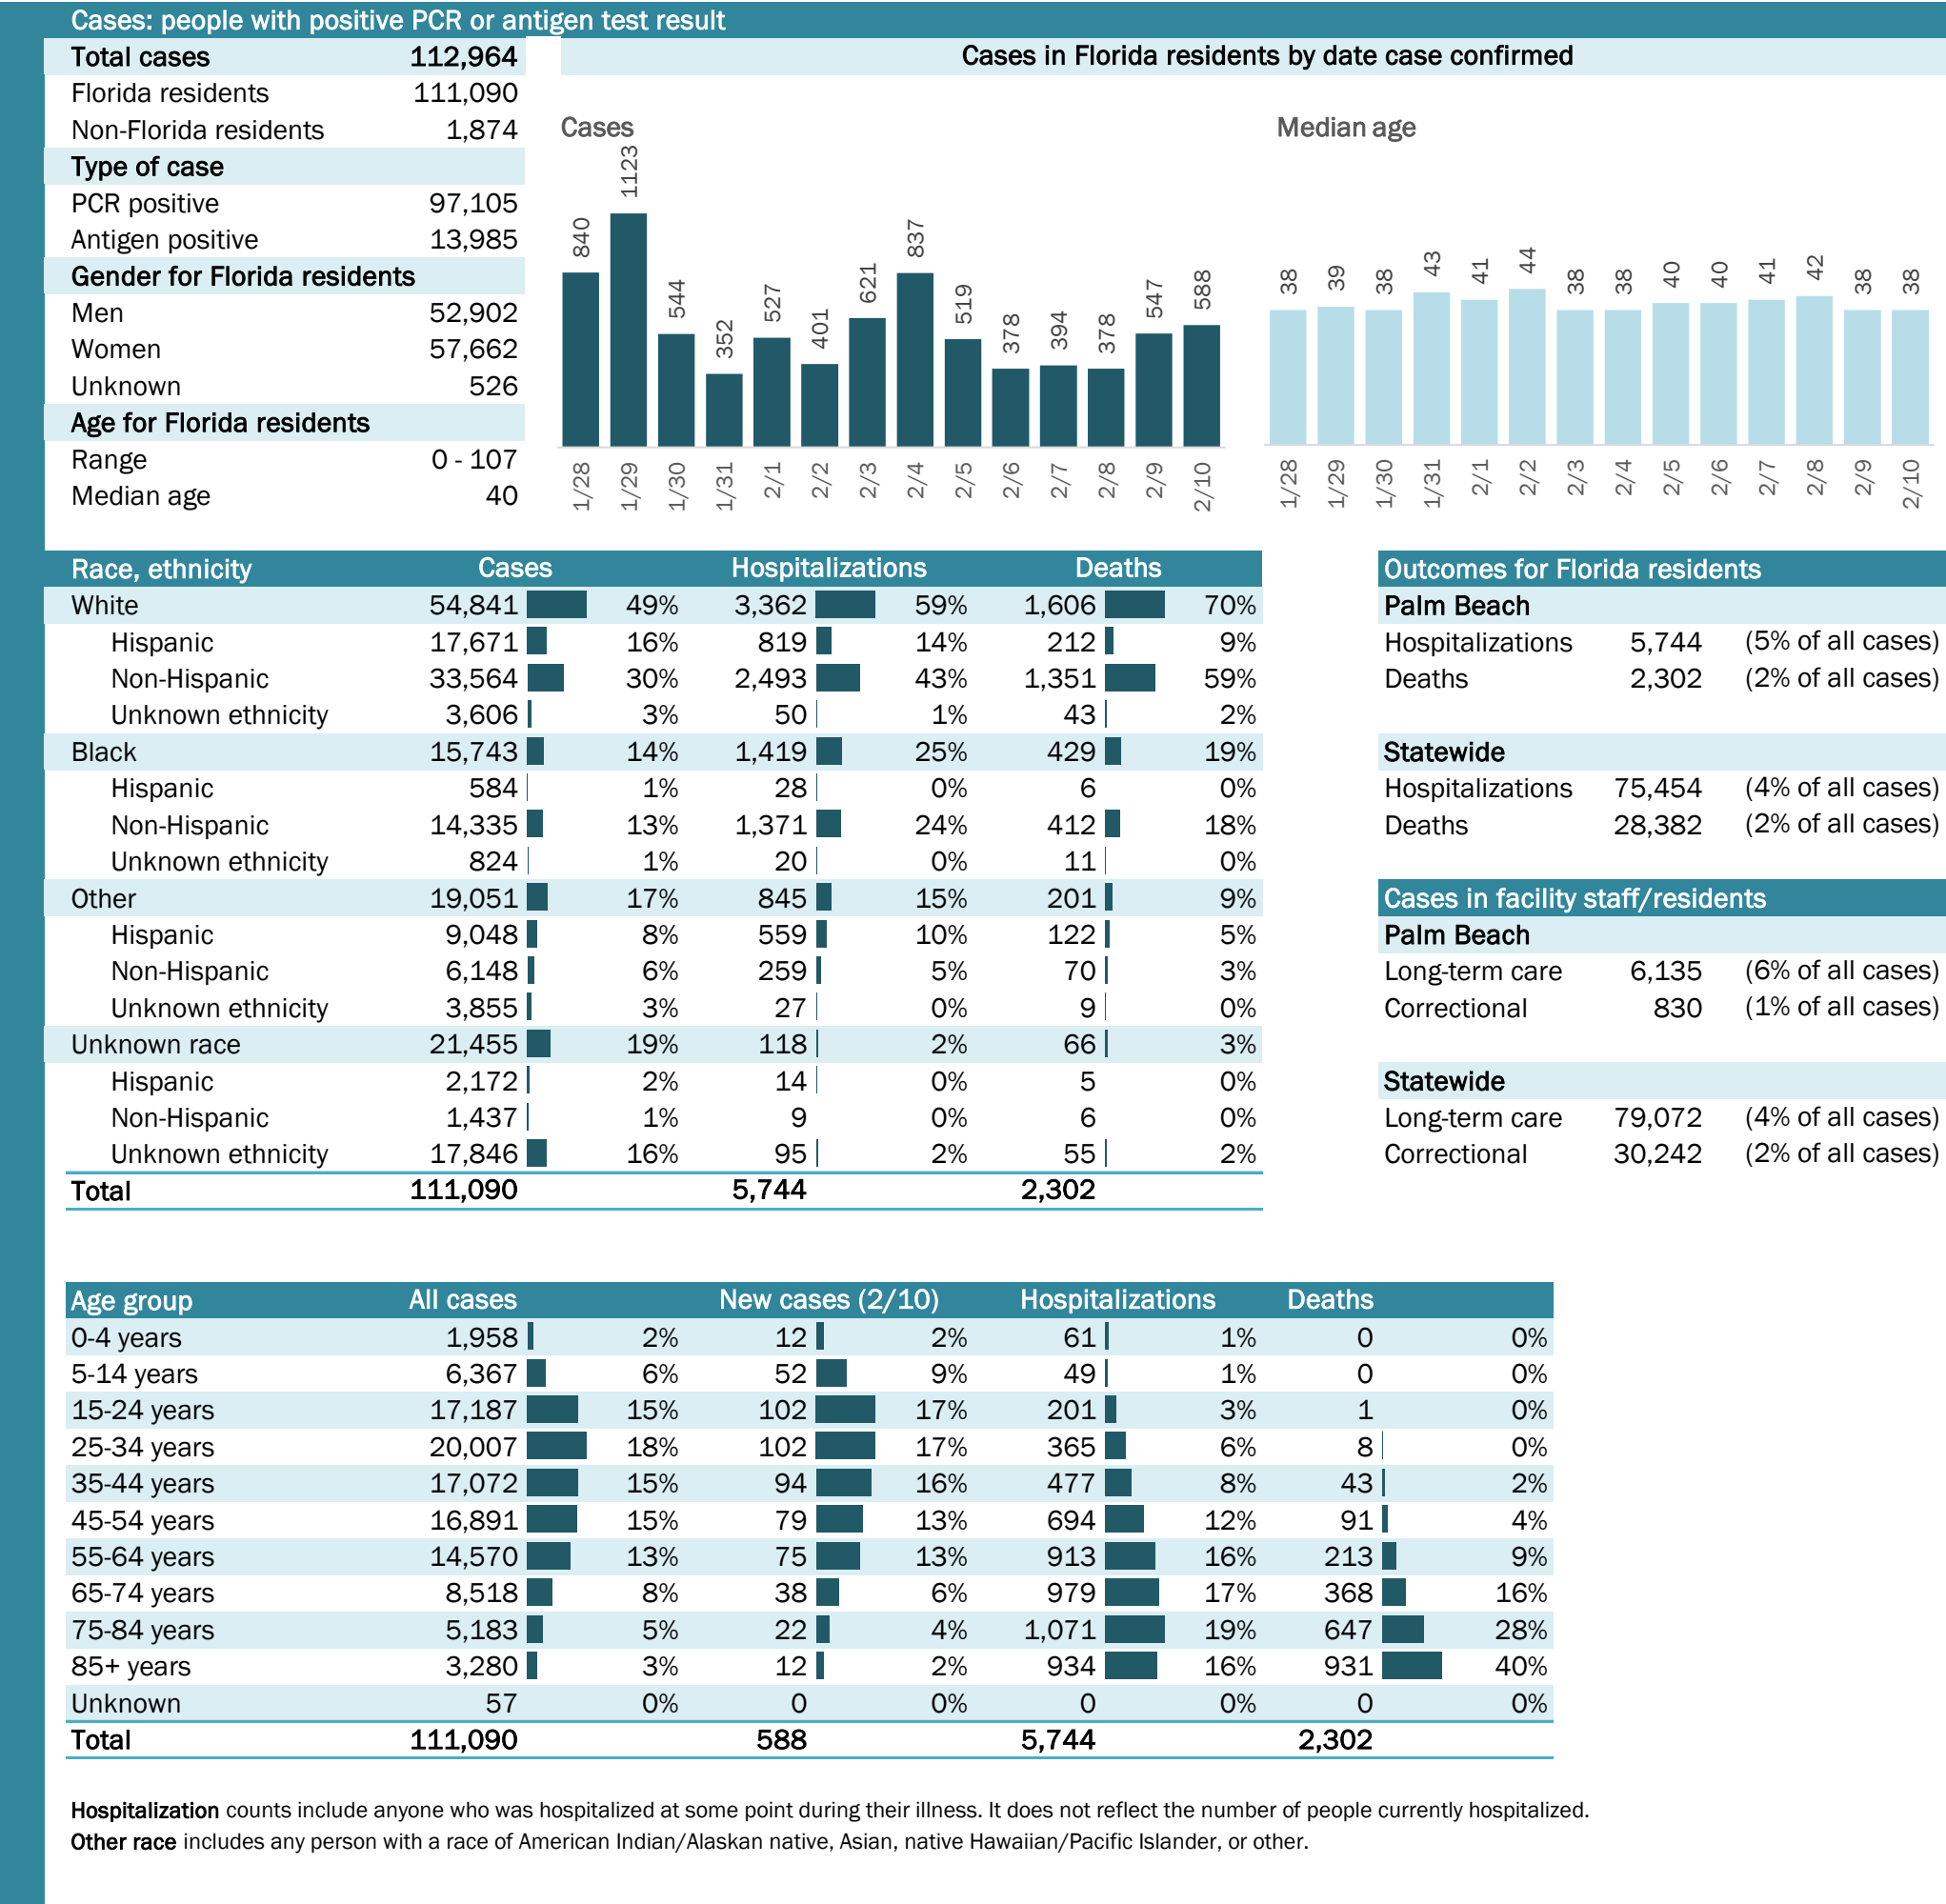 Cases: people with positive PCR or antigen test result
Total cases 112,964
Florida residents 111,090
Non-Florida residents 1,874
Type of case
PCR positive 97,105
Antigen positive 13,985
Gender for Florida residents
Men 52,902
Women 57,662
Unknown 526
Age for Florida residents
Range 0 - 107
Median age 40
Cases in Florida residents by date case confirmed
Cases
840 1123 544 352 527 401 621 837 519 378 394 378 547 588
1/28 1/29 1/30 1/31 2/1 2/2 2/3 2/4 2/5 2/6 2/7 2/8 2/9 2/10
Median age
38 39 38 43 41 44 38 38 40 40 41 42 38 38
1/28 1/29 1/30 1/31 2/1 2/2 2/3 2/4 2/5 2/6 2/7 2/8 2/9 2/10
Race, ethnicity Cases Hospitalizations Deaths
White 54,841 49% 3,362 59% 1,606 70%
Hispanic 17,671 16% 819 14% 212 9%
Non-Hispanic 33,564 30% 2,493 43% 1,351 59%
Unknown ethnicity 3,606 3% 50 1% 43 2%
Black 15,743 14% 1,419 25% 429 19%
Hispanic 584 1% 28 0% 6 0%
Non-Hispanic 14,335 13% 1,371 24% 412 18%
Unknown ethnicity 824 1% 20 0% 11 0%
Other 19,051 17% 845 15% 201 9%
Hispanic 9,048 8% 559 10% 122 5%
Non-Hispanic 6,148 6% 259 5% 70 3%
Unknown ethnicity 3,855 3% 27 0% 9 0%
Unknown race 21,455 19% 118 2% 66 3%
Hispanic 2,172 2% 14 0% 5 0%
Non-Hispanic 1,437 1% 9 0% 6 0%
Unknown ethnicity 17,846 16% 95 2% 55 2%
Total 111,090 5,744 2,302
Outcomes for Florida residents
Palm Beach
Hospitalizations 5,744 (5% of all cases)
Deaths 2,302 (2% of all cases)
Statewide
Hospitalizations 75,454 (4% of all cases)
Deaths 28,382 (2% of all cases)
Cases in facility staff/residents
Palm Beach
Long-term care 6,135 (6% of all cases)
Correctional 830 (1% of all cases)
Statewide
Long-term care 79,072 (4% of all cases)
Correctional 30,242 (2% of all cases)
Age group All cases New cases (2/10) Hospitalizations Deaths
0-4 years 1,958 2% 12 2% 61 1% 0 0%
5-14 years 6,367 6% 52 9% 49 1% 0 0%
15-24 years 17,187 15% 102 17% 201 3% 1 0%
25-34 years 20,007 18% 102 17% 365 6% 8 0%
35-44 years 17,072 15% 94 16% 477 8% 43 2%
45-54 years 16,891 15% 79 13% 694 12% 91 4%
55-64 years 14,570 13% 75 13% 913 16% 213 9%
65-74 years 8,518 8% 38 6% 979 17% 368 16%
75-84 years 5,183 5% 22 4% 1,071 19% 647 28%
85+ years 3,280 3% 12 2% 934 16% 931 40%
Unknown 57 0% 0 0% 0 0% 0 0%
Total 111,090 588 5,744 2,302
Hospitalization counts include anyone who was hospitalized at some point during their illness. It does not reflect the number of people currently hospitalized.
Other race includes any person with a race of American Indian/Alaskan native, Asian, native Hawaiian/Pacific Islander, or other.